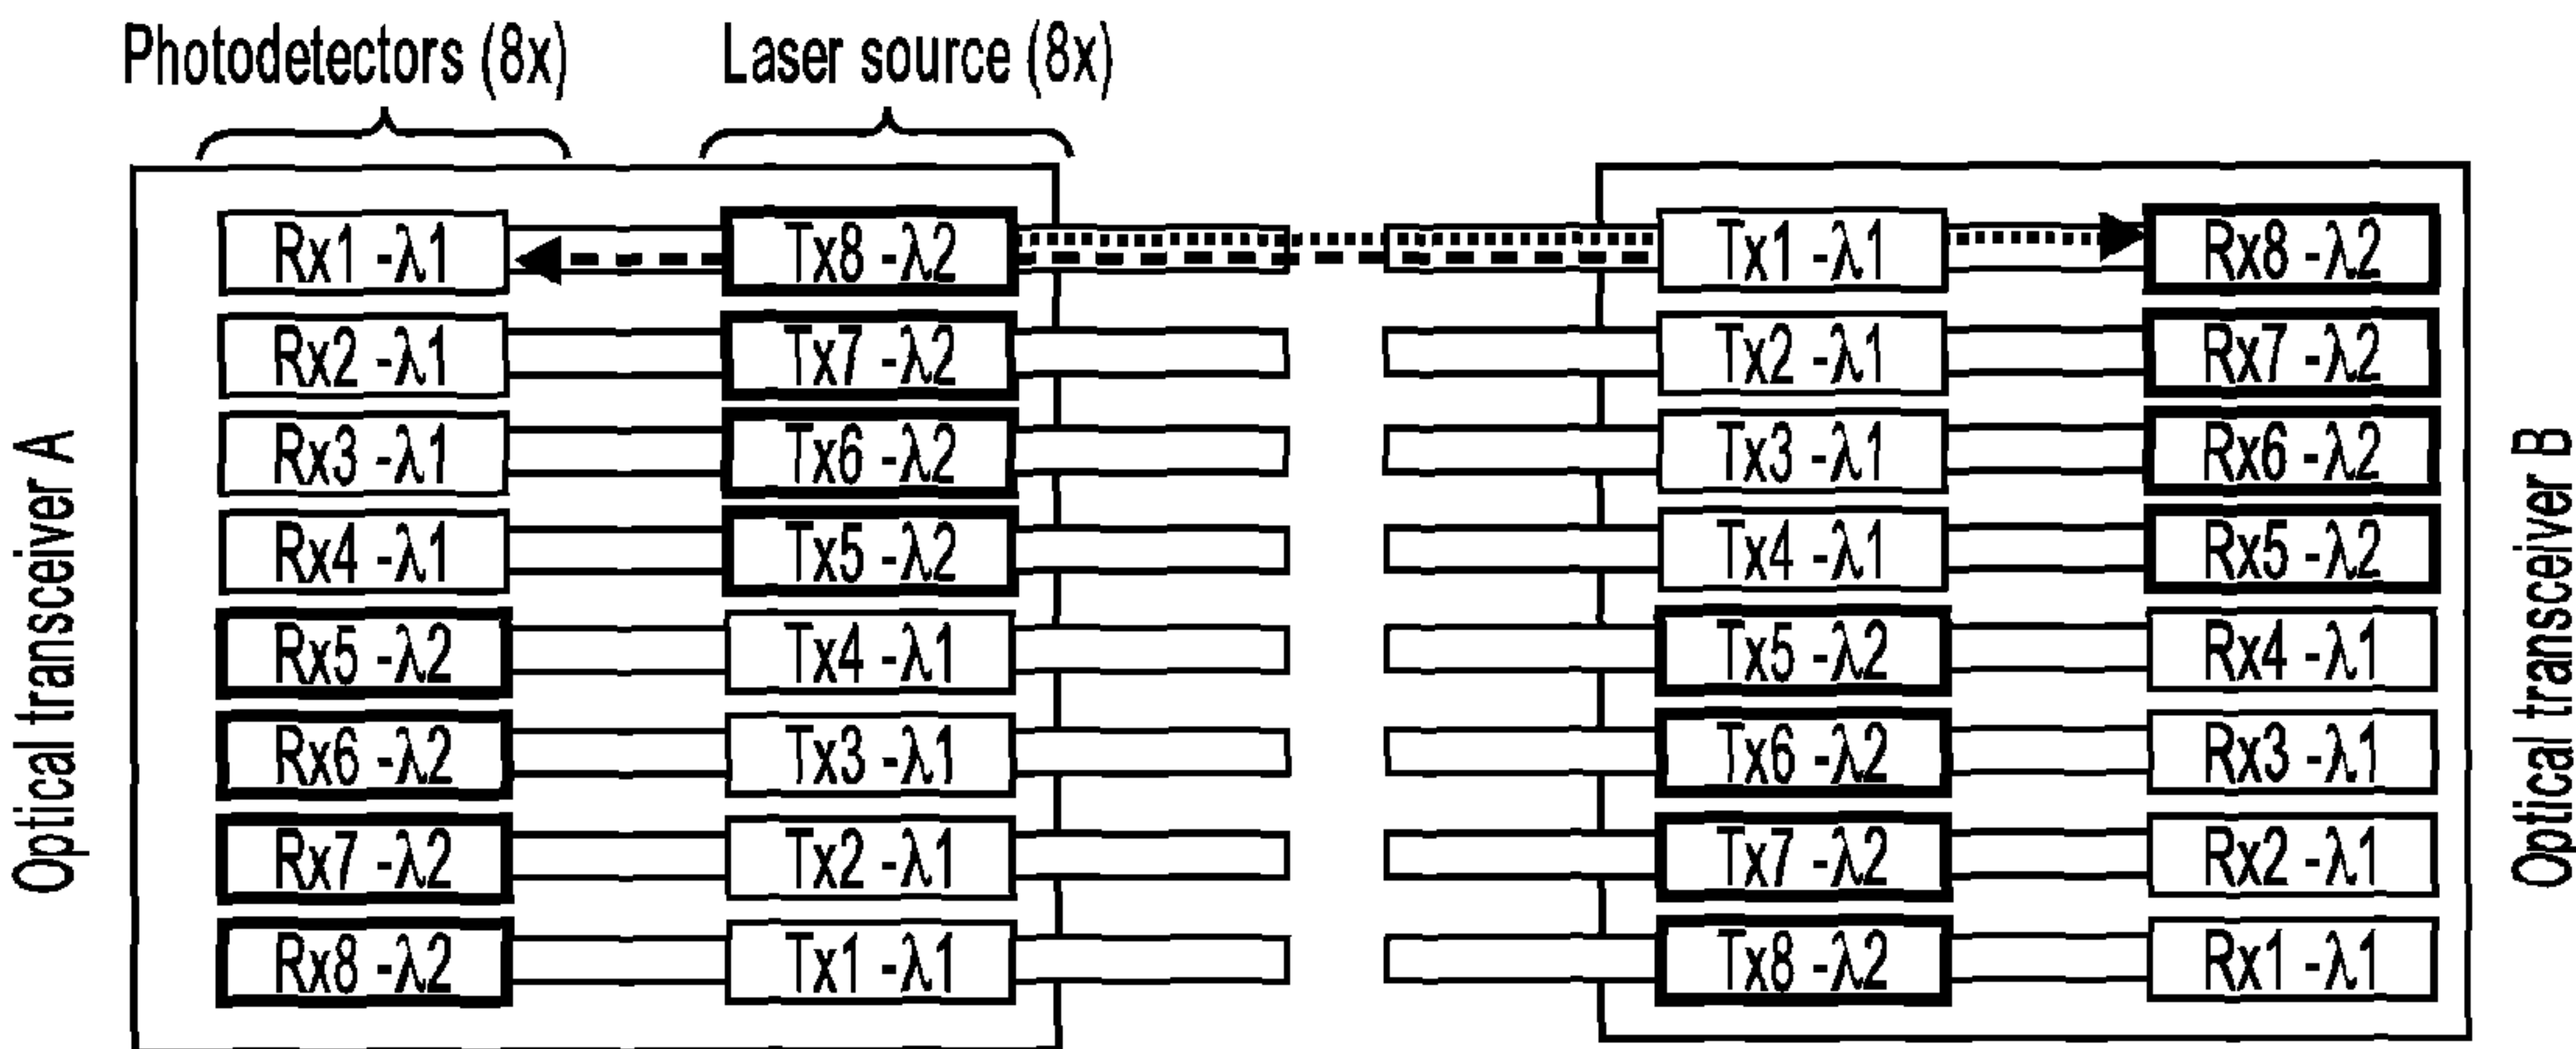 Photodetectors (8x) Laser source (8x)
Optical transceiver A
Rx1 -λ1 Tx8 -λ2 Tx1 -λ1 Rx8 -λ2
Rx2 -λ1 Tx7 -λ2 Tx2 -λ1 Rx7 -λ2
Rx3 -λ1 Tx6 -λ2 Tx3 -λ1 Rx6 -λ2
Rx4 -λ1 Tx5 -λ2 Tx4 -λ1 Rx5 -λ2
Rx5 -λ2 Tx4 -λ1 Tx5 -λ2 Rx4 -λ1
Rx6 -λ2 Tx3 -λ1 Tx6 -λ2 Rx3 -λ1
Rx7 -λ2 Tx2 -λ1 Tx7 -λ2 Rx2 -λ1
Rx8 -λ2 Tx1 -λ1 Tx8 -λ2 Rx1 -λ1
Optical transceiver B